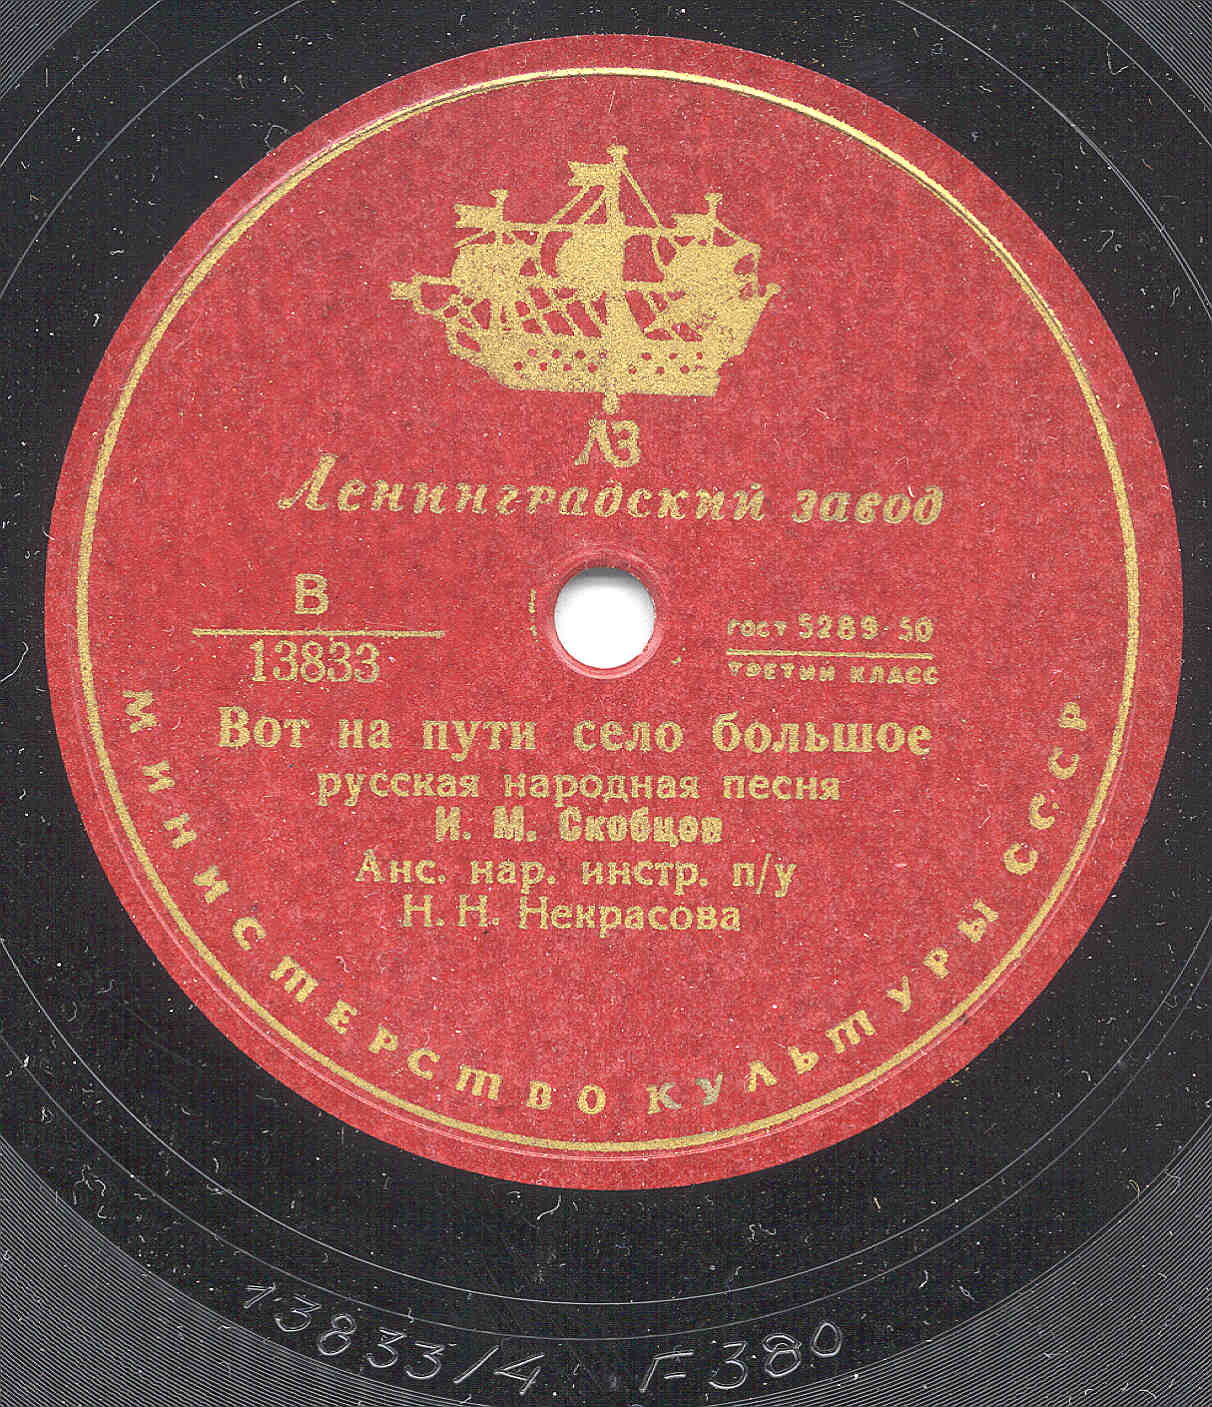 ЛЗ
Ленинградский завод
В
13833
гост 5289-50
третий класс
Вот на пути село большое
русская народная песня
И. М. Скобцов
Анс. нар. инстр. п/у
Н. Н. Некрасова
МИНИСТЕРСТВО КУЛЬТУРЫ СССР
13833/4 F380